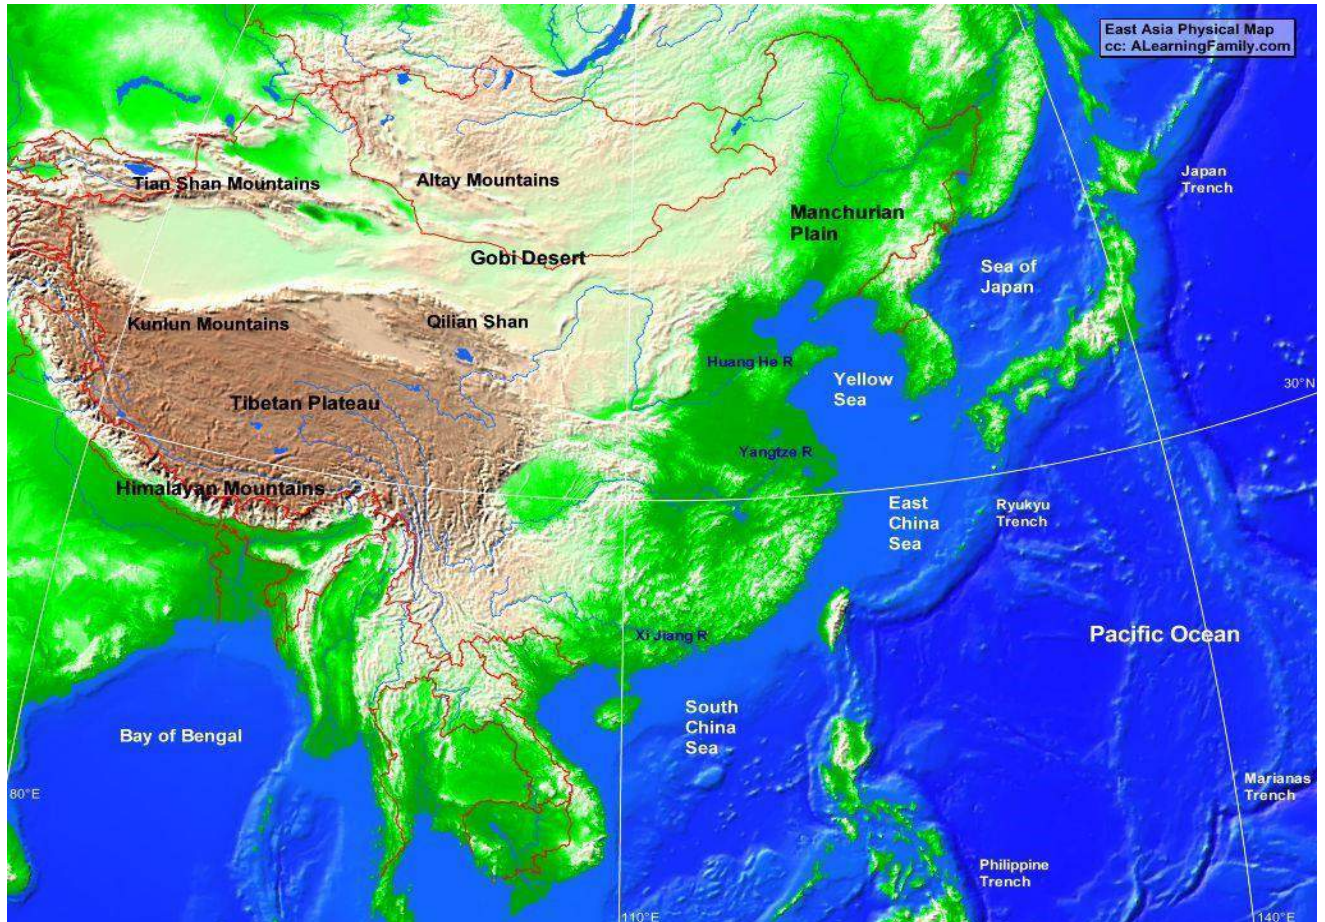 East Asia Physical Map
cc: ALearningFamily.com
Japan
Trench
Tian Shan Mountains
Altay Mountains
Manchurian
Plain
Gobi Desert
Sea of
Japan
Kunlun Mountains
Qilian Shan
Huang He R
Yellow
Sea
30°N
Tibetan Plateau
Yangtze R
Himalayan Mountains
East
China
Sea
Ryukyu
Trench
Xi Jiang R
Pacific Ocean
South
China
Sea
Bay of Bengal
80°E
Marianas
Trench
Philippine
Trench
110°E
140°E